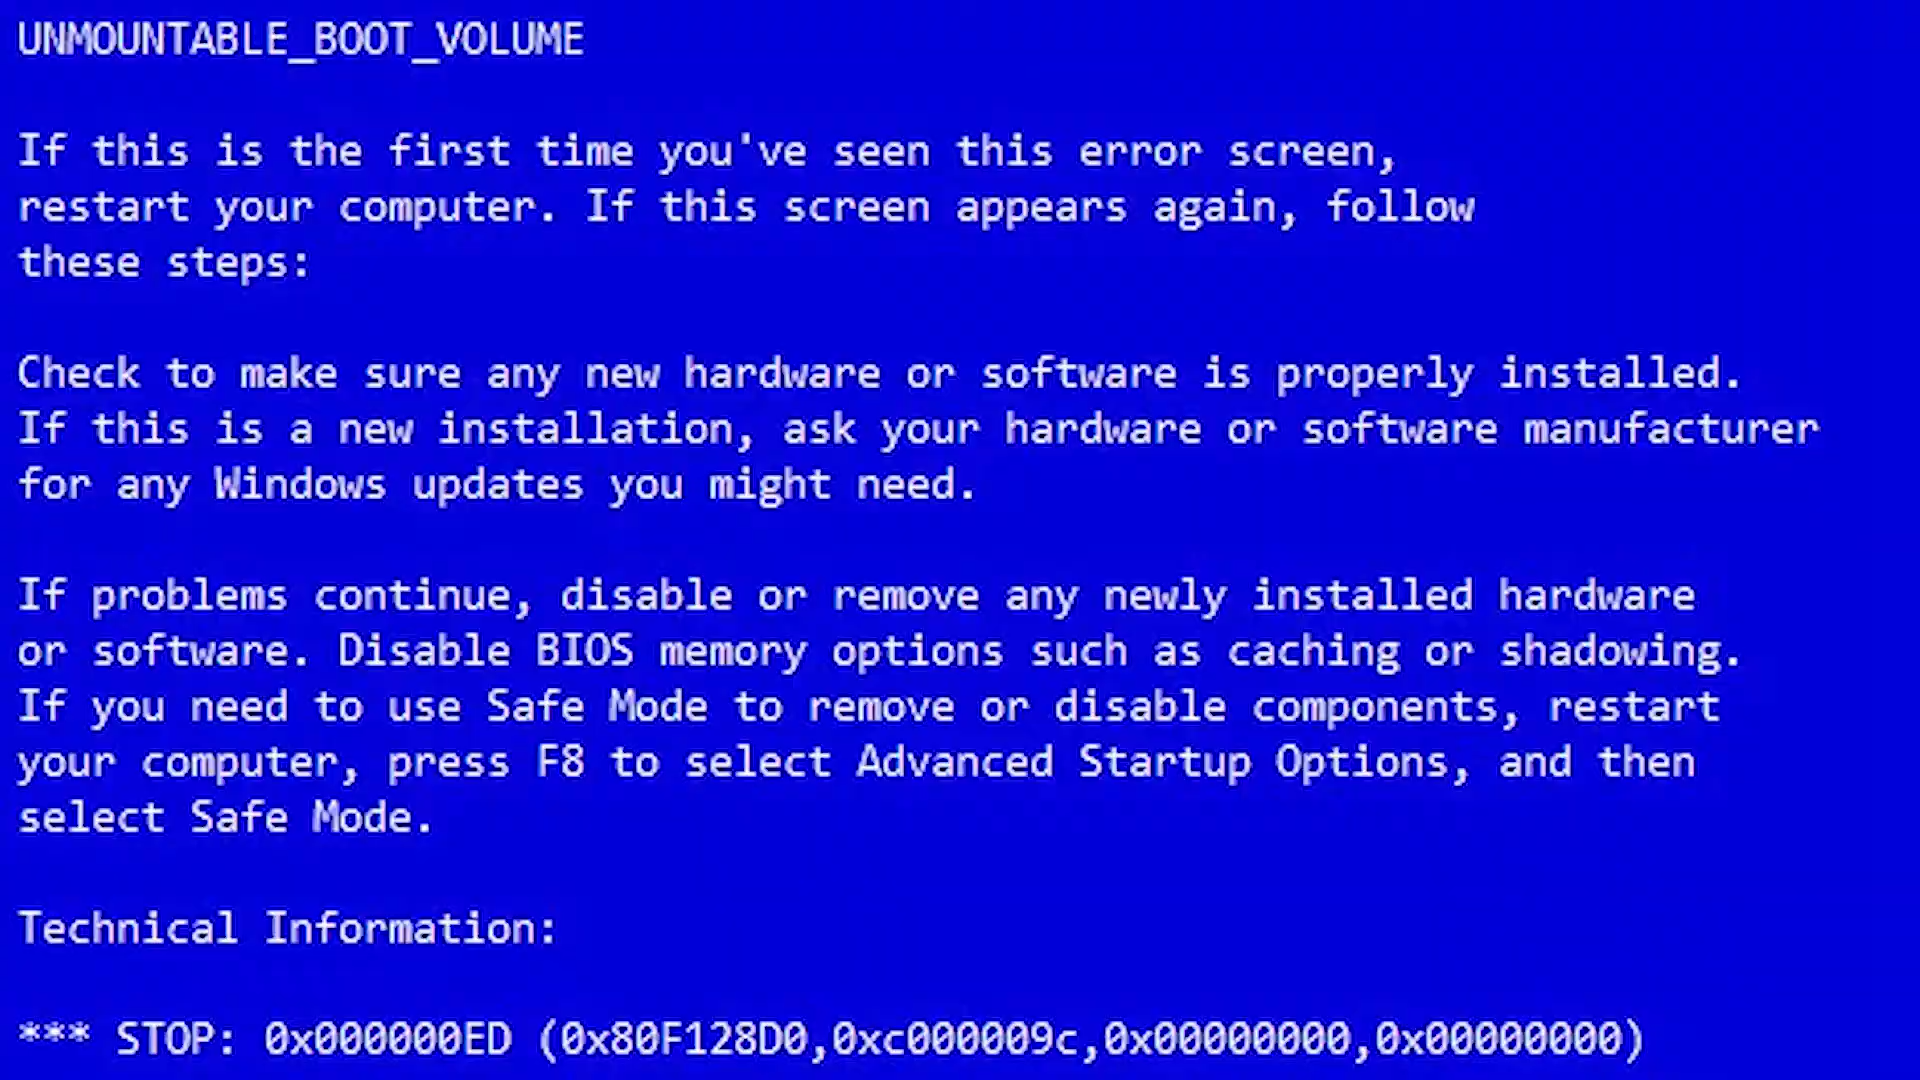 UNMOUNTABLE_BOOT_VOLUME
If this is the first time you've seen this error screen,
restart your computer. If this screen appears again, follow
these steps:
Check to make sure any new hardware or software is properly installed.
If this is a new installation, ask your hardware or software manufacturer
for any Windows updates you might need.
If problems continue, disable or remove any newly installed hardware
or software. Disable BIOS memory options such as caching or shadowing.
If you need to use Safe Mode to remove or disable components, restart
your computer, press F8 to select Advanced Startup Options, and then
select Safe Mode.
Technical Information:
*** STOP: 0x000000ED (0x80F128D0,0xc000009c,0x00000000,0x00000000)